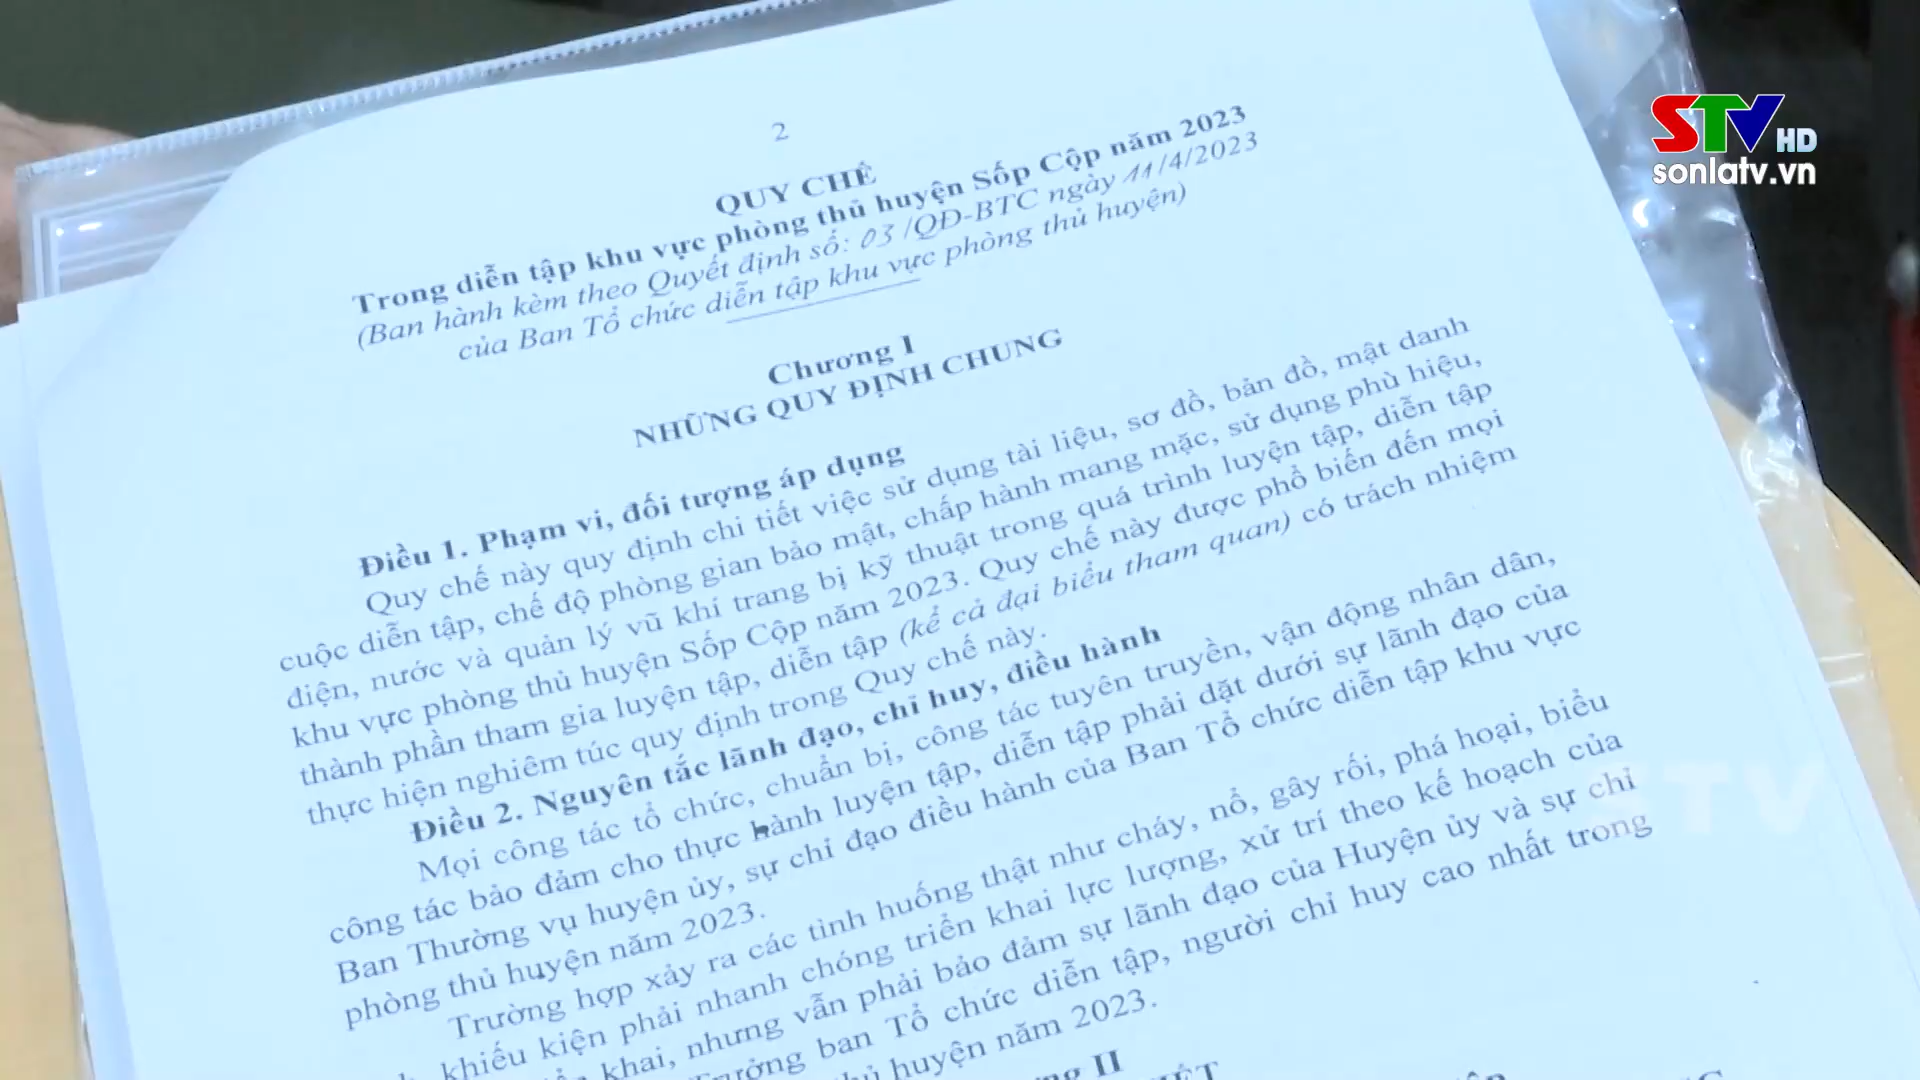 STV HD
sonlatv.vn
2
QUY CHẾ
Trong diễn tập khu vực phòng thủ huyện Sốp Cộp năm 2023
(Ban hành kèm theo Quyết định số: 03 /QĐ-BTC ngày 11/4/2023
của Ban Tổ chức diễn tập khu vực phòng thủ huyện)
Chương I
NHỮNG QUY ĐỊNH CHUNG
Điều 1. Phạm vi, đối tượng áp dụng
Quy chế này quy định chi tiết việc sử dụng tài liệu, sơ đồ, bản đồ, mật danh
cuộc diễn tập, chế độ phòng gian bảo mật, chấp hành mang mặc, sử dụng phù hiệu,
điện, nước và quản lý vũ khí trang bị kỹ thuật trong quá trình luyện tập, diễn tập
khu vực phòng thủ huyện Sốp Cộp năm 2023. Quy chế này được phổ biến đến mọi
thành phần tham gia luyện tập, diễn tập (kể cả đại biểu tham quan) có trách nhiệm
thực hiện nghiêm túc quy định trong Quy chế này.
Điều 2. Nguyên tắc lãnh đạo, chỉ huy, điều hành
Mọi công tác tổ chức, chuẩn bị, công tác tuyên truyền, vận động nhân dân,
công tác bảo đảm cho thực hành luyện tập, diễn tập phải đặt dưới sự lãnh đạo của
Ban Thường vụ huyện ủy, sự chỉ đạo điều hành của Ban Tổ chức diễn tập khu vực
phòng thủ huyện năm 2023.
Trường hợp xảy ra các tình huống thật như cháy, nổ, gây rối, phá hoại, biểu
khiếu kiện phải nhanh chóng triển khai lực lượng, xử trí theo kế hoạch của
khai, nhưng vẫn phải bảo đảm sự lãnh đạo của Huyện ủy và sự chỉ
Trưởng ban Tổ chức diễn tập, người chỉ huy cao nhất trong
huyện năm 2023.
II
STV